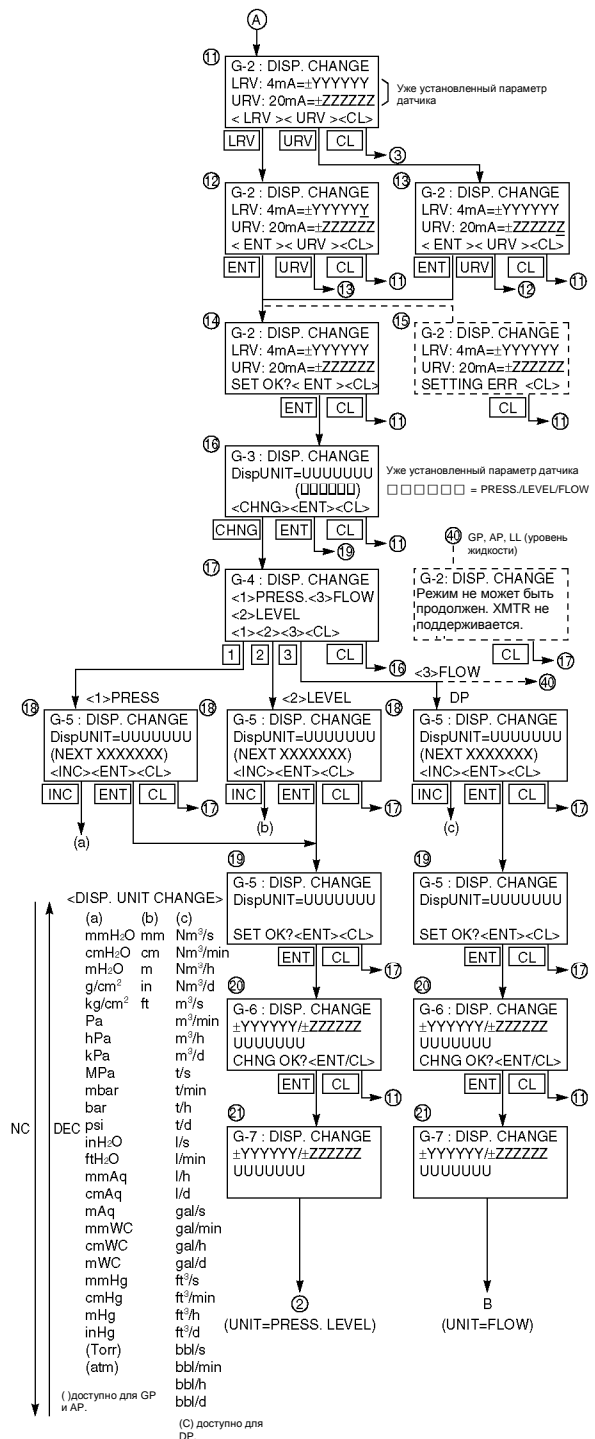 A
11
G-2 : DISP. CHANGE
LRV: 4mA=±YYYYYY
URV: 20mA=±ZZZZZZ
< LRV >< URV ><CL>
Уже установленный параметр
датчика
LRV URV CL
3
12
G-2 : DISP. CHANGE
LRV: 4mA=±YYYYYY
URV: 20mA=±ZZZZZZ
< ENT >< URV ><CL>
ENT URV CL
11
13
13
G-2 : DISP. CHANGE
LRV: 4mA=±YYYYYY
URV: 20mA=±ZZZZZZ
< ENT >< URV ><CL>
ENT URV CL
11
12
14
G-2 : DISP. CHANGE
LRV: 4mA=±YYYYYY
URV: 20mA=±ZZZZZZ
SET OK?< ENT ><CL>
ENT CL
11
15
G-2 : DISP. CHANGE
LRV: 4mA=±YYYYYY
URV: 20mA=±ZZZZZZ
SETTING ERR <CL>
CL
11
16
G-3 : DISP. CHANGE
DispUNIT=UUUUUUU
(□□□□□□)
<CHNG><ENT><CL>
Уже установленный параметр датчика
□□□□□□ = PRESS./LEVEL/FLOW
CHNG ENT CL
11
19
17
G-4 : DISP. CHANGE
<1>PRESS.<3>FLOW
<2>LEVEL
<1><2><3><CL>
1 2 3 CL
16
40 GP, AP, LL (уровень
жидкости)
G-2: DISP. CHANGE
Режим не может быть
продолжен. XMTR не
поддерживается.
CL
17
<1>PRESS
<2>LEVEL
<3>FLOW
40
DP
18
G-5 : DISP. CHANGE
DispUNIT=UUUUUUU
(NEXT XXXXXXX)
<INC><ENT><CL>
INC ENT CL
17
(a)
18
G-5 : DISP. CHANGE
DispUNIT=UUUUUUU
(NEXT XXXXXXX)
<INC><ENT><CL>
INC ENT CL
17
(b)
18
G-5 : DISP. CHANGE
DispUNIT=UUUUUUU
(NEXT XXXXXXX)
<INC><ENT><CL>
INC ENT CL
17
(c)
19
G-5 : DISP. CHANGE
DispUNIT=UUUUUUU
SET OK?<ENT><CL>
ENT CL
17
19
G-5 : DISP. CHANGE
DispUNIT=UUUUUUU
SET OK?<ENT><CL>
ENT CL
17
20
G-6 : DISP. CHANGE
±YYYYYY/±ZZZZZZ
UUUUUUU
CHNG OK?<ENT/CL>
ENT CL
11
20
G-6 : DISP. CHANGE
±YYYYYY/±ZZZZZZ
UUUUUUU
CHNG OK?<ENT/CL>
ENT CL
11
21
G-7 : DISP. CHANGE
±YYYYYY/±ZZZZZZ
UUUUUUU
2
(UNIT=PRESS. LEVEL)
21
G-7 : DISP. CHANGE
±YYYYYY/±ZZZZZZ
UUUUUUU
B
(UNIT=FLOW)
<DISP. UNIT CHANGE>
(a) (b) (c)
mmH₂O mm Nm³/s
cmH₂O cm Nm³/min
mH₂O m Nm³/h
g/cm² in Nm³/d
kg/cm² ft m³/s
Pa m³/min
hPa m³/h
kPa m³/d
MPa t/s
mbar t/min
bar t/h
NC DEC psi t/d
inH₂O l/s
ftH₂O l/min
mmAq l/h
cmAq l/d
mAq gal/s
mmWC gal/min
cmWC gal/h
mWC gal/d
mmHg ft³/s
cmHg ft³/min
mHg ft³/h
inHg ft³/d
(Torr) bbl/s
(atm) bbl/min
bbl/h
bbl/d
( )доступно для GP
и AP.
(C) доступно для
DP